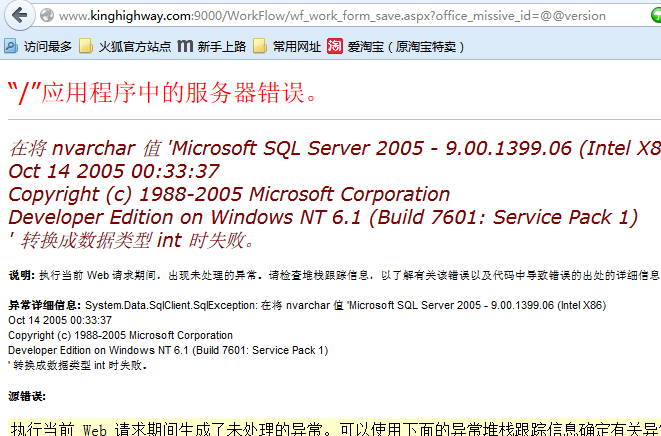 www.kinghighway.com:9000/WorkFlow/wf_work_form_save.aspx?office_missive_id=@@version
访问最多 火狐官方站点 新手上路 常用网址 爱淘宝（原淘宝特卖）
“/”应用程序中的服务器错误。
在将 nvarchar 值 'Microsoft SQL Server 2005 - 9.00.1399.06 (Intel X8
Oct 14 2005 00:33:37
Copyright (c) 1988-2005 Microsoft Corporation
Developer Edition on Windows NT 6.1 (Build 7601: Service Pack 1)
' 转换成数据类型 int 时失败。
说明: 执行当前 Web 请求期间，出现未处理的异常。请检查堆栈跟踪信息，以了解有关该错误以及代码中导致错误的出处的详细信息
异常详细信息: System.Data.SqlClient.SqlException: 在将 nvarchar 值 'Microsoft SQL Server 2005 - 9.00.1399.06 (Intel X86)
Oct 14 2005 00:33:37
Copyright (c) 1988-2005 Microsoft Corporation
Developer Edition on Windows NT 6.1 (Build 7601: Service Pack 1)
' 转换成数据类型 int 时失败。
源错误:
执行当前 Web 请求期间生成了未处理的异常。可以使用下面的异常堆栈跟踪信息确定有关异